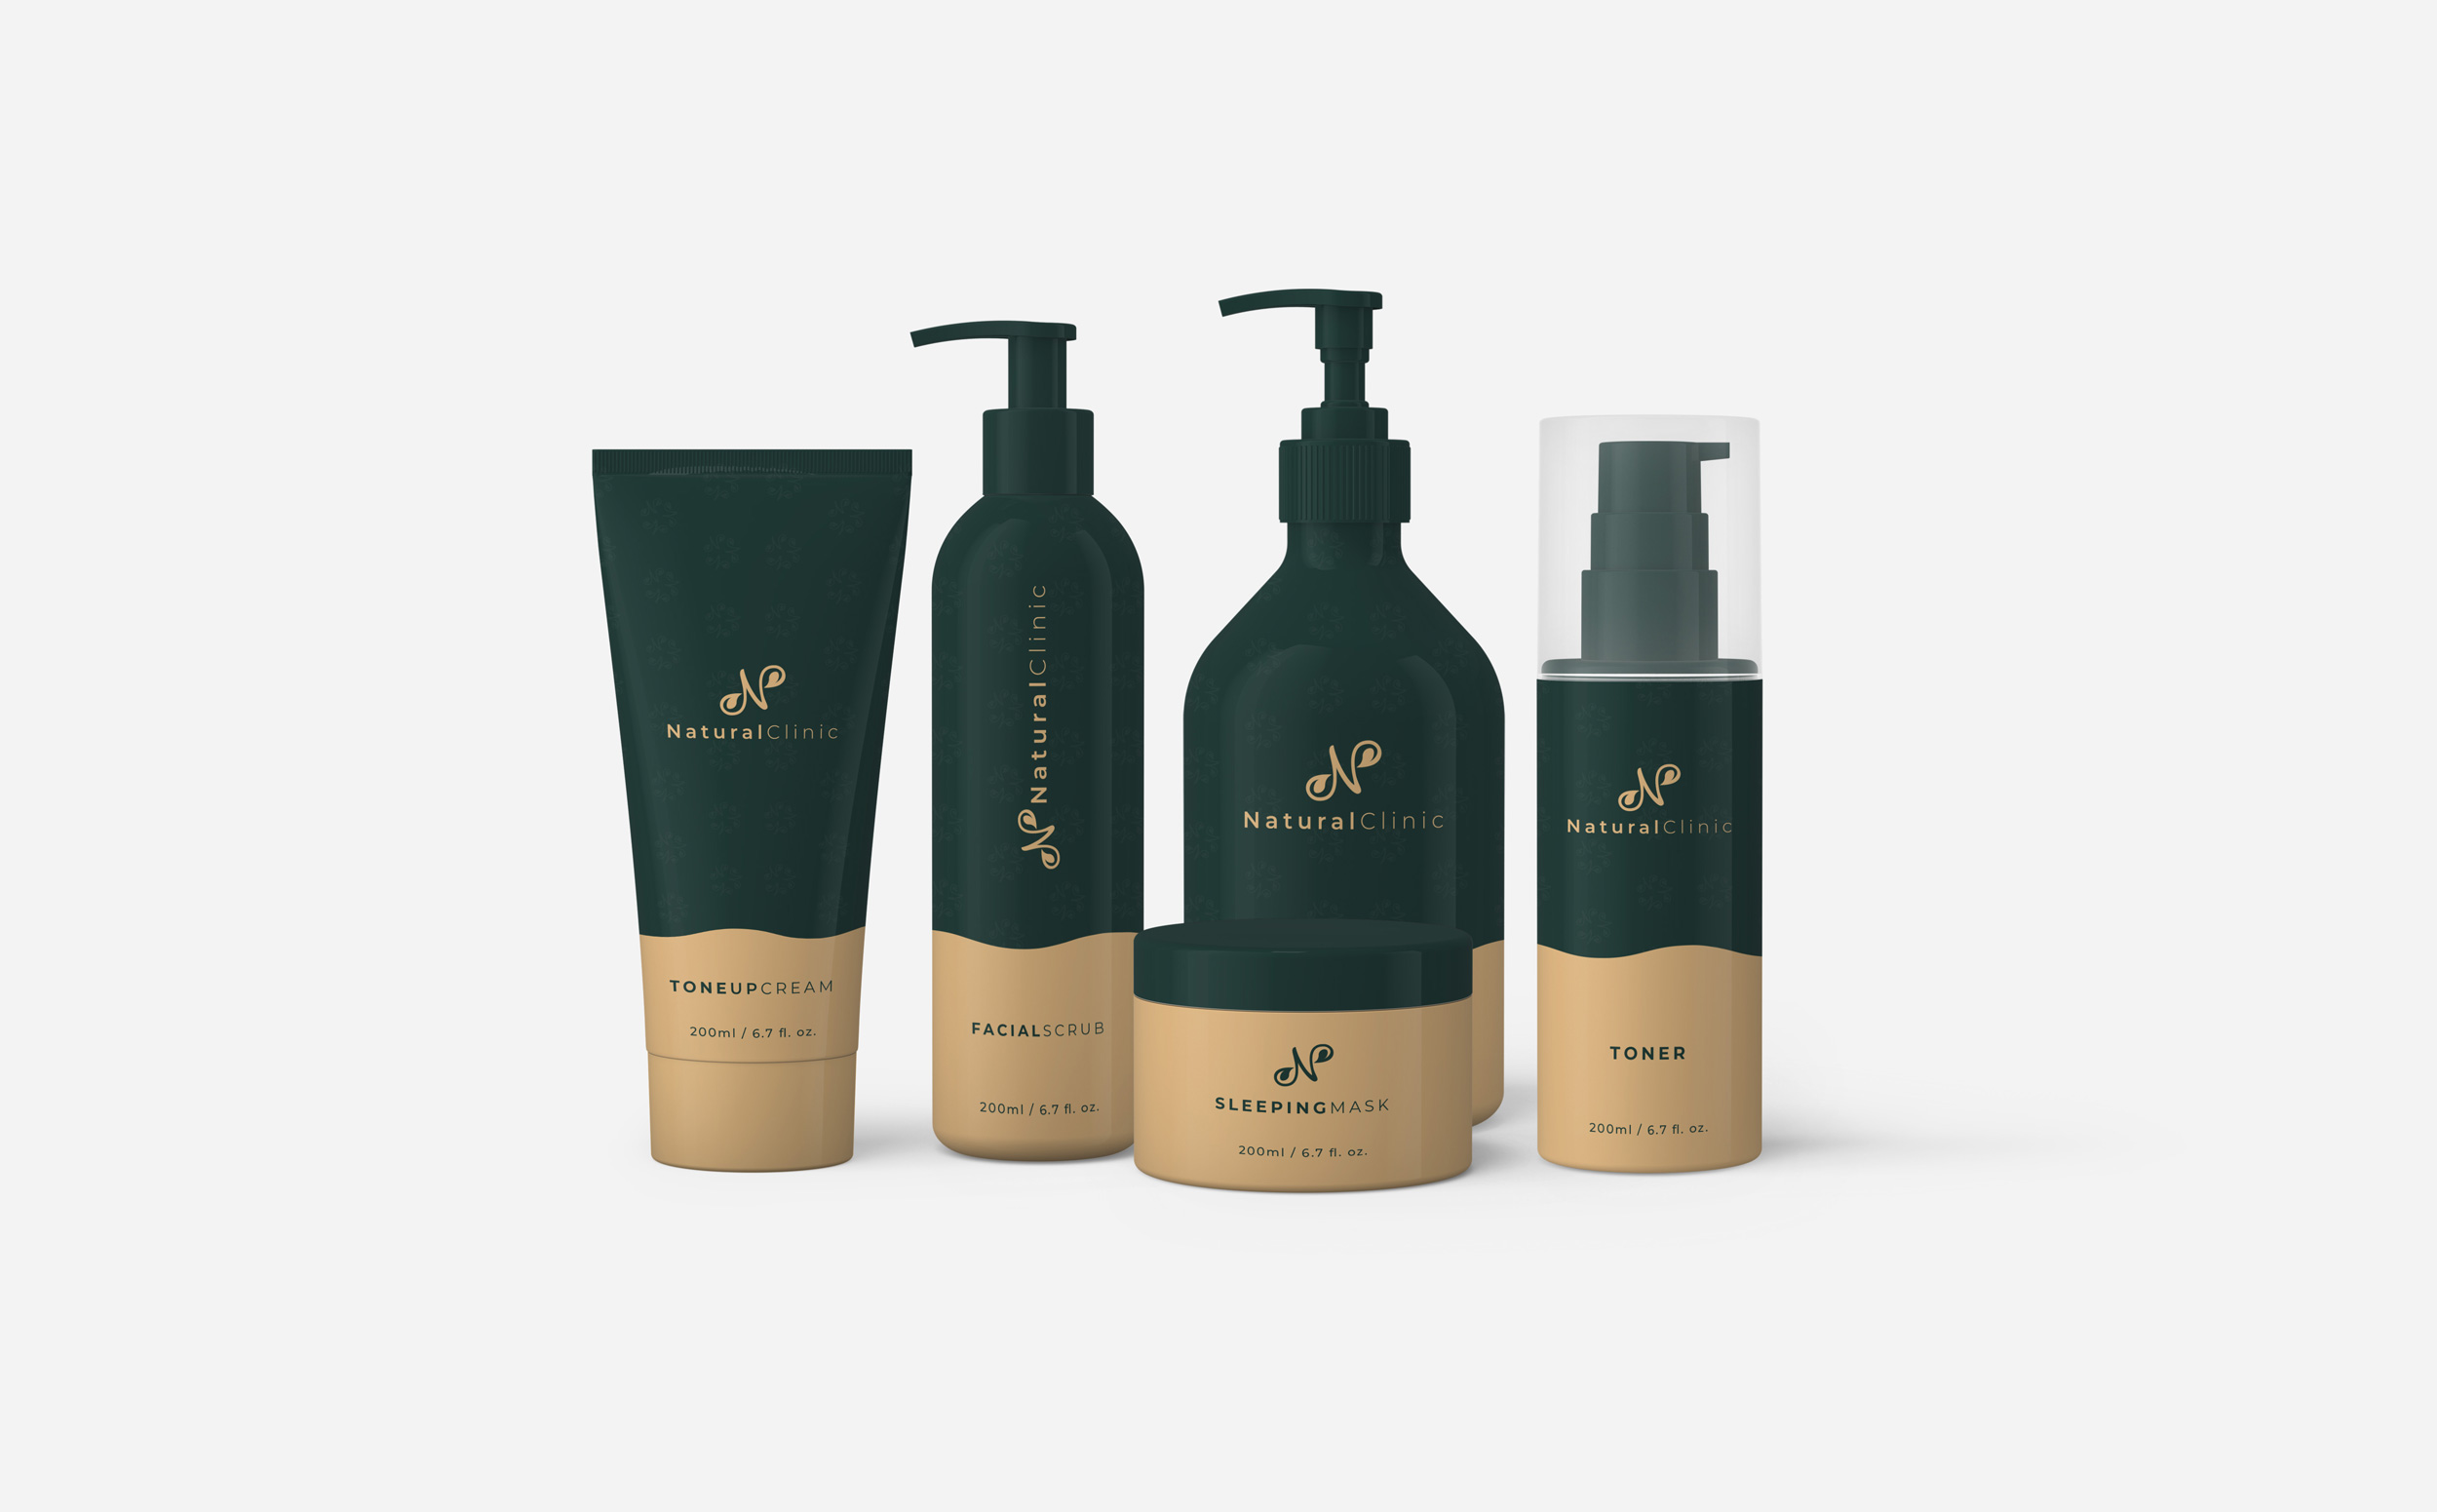 NaturalClinic
TONEUPCREAM
200ml / 6.7 fl. oz.
NaturalClinic
FACIALSCRUB
200ml / 6.7 fl. oz.
NaturalClinic
SLEEPINGMASK
200ml / 6.7 fl. oz.
NaturalClinic
TONER
200ml / 6.7 fl. oz.